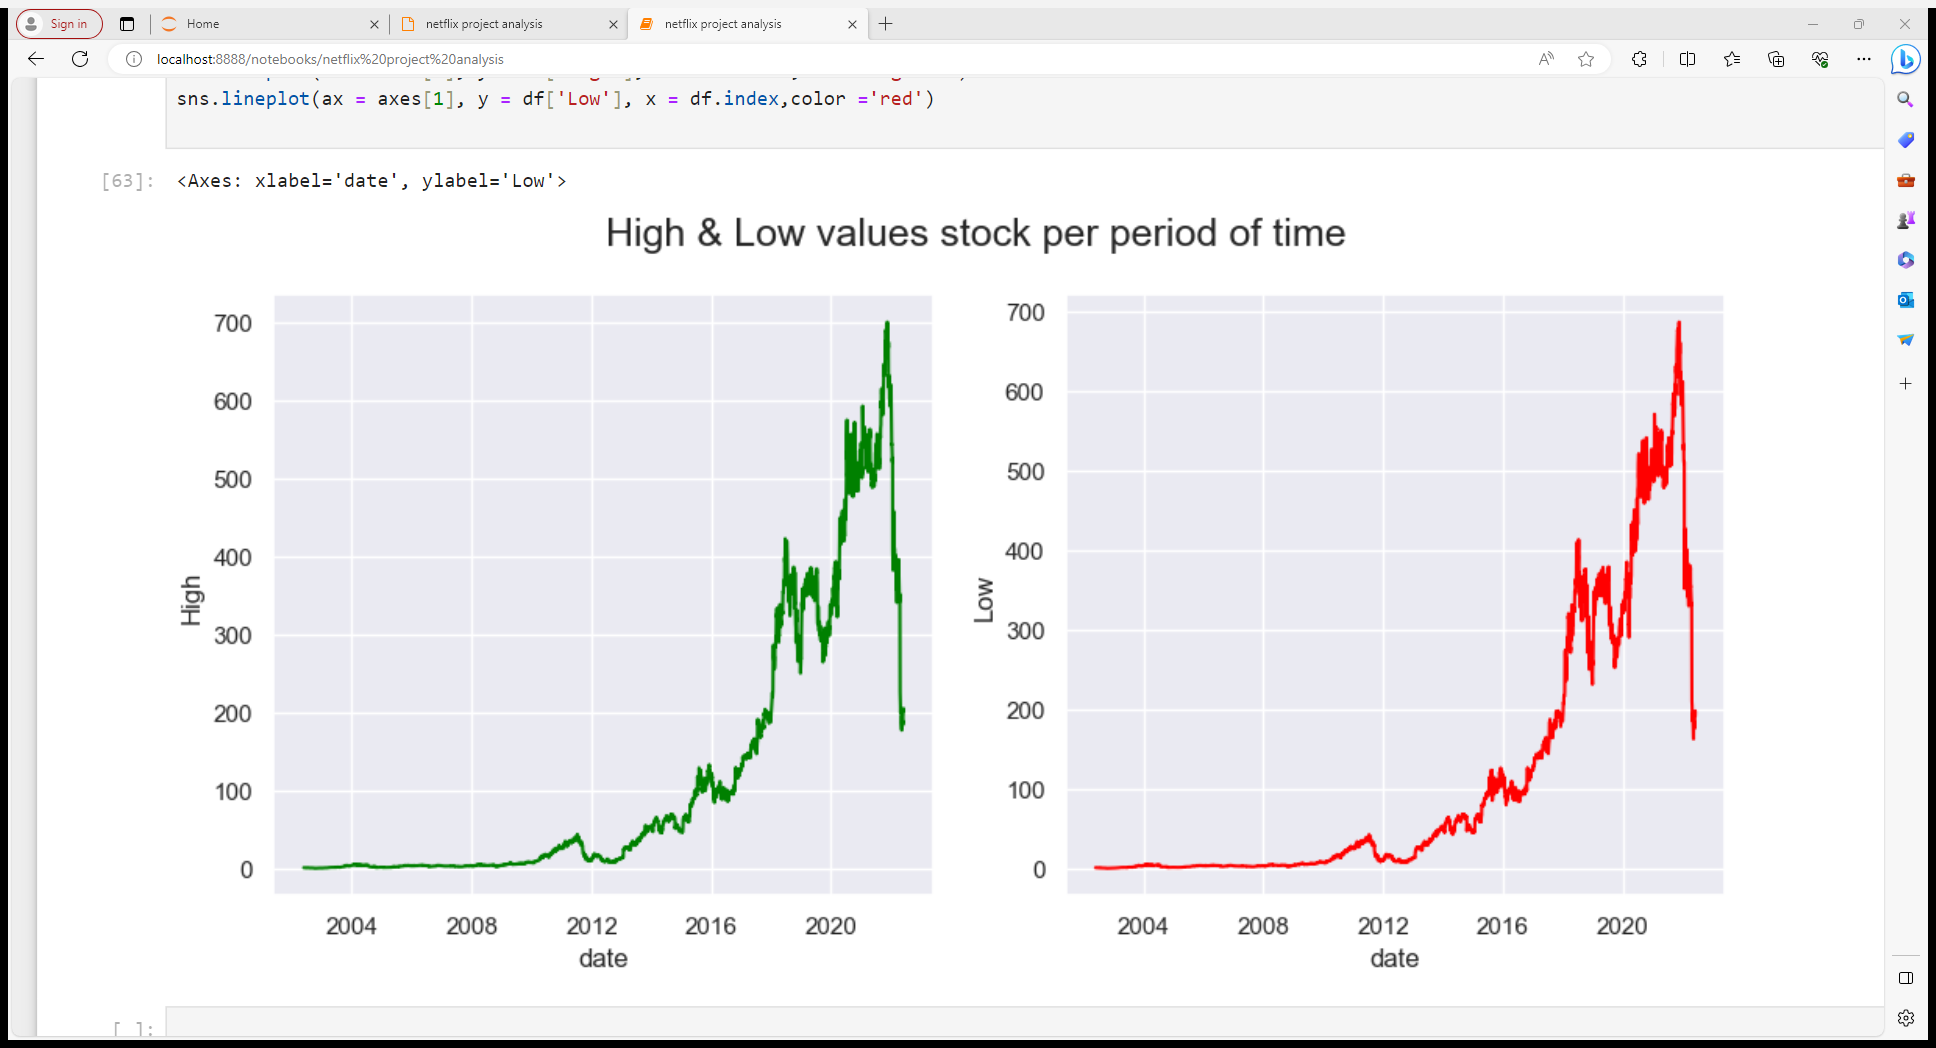 Sign in
Home
netflix project analysis
netflix project analysis
localhost:8888/notebooks/netflix%20project%20analysis
sns.lineplot(ax = axes[1], y = df['Low'], x = df.index,color ='red')
[63]: <Axes: xlabel='date', ylabel='Low'>
High & Low values stock per period of time
700
600
500
400
300
200
100
0
High
2004 2008 2012 2016 2020
date
700
600
500
400
300
200
100
0
Low
2004 2008 2012 2016 2020
date
[ ]: